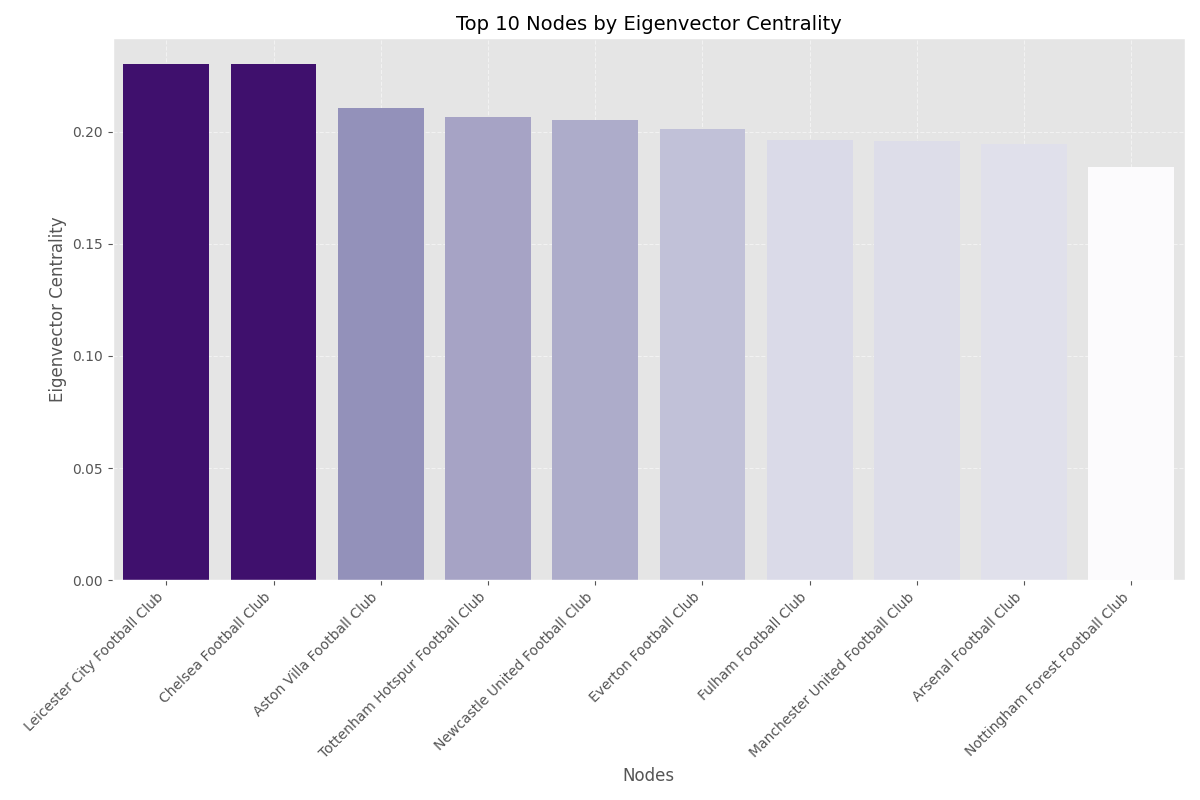 Top 10 Nodes by Eigenvector Centrality
Eigenvector Centrality
0.20
0.15
0.10
0.05
0.00
Leicester City Football Club
Chelsea Football Club
Aston Villa Football Club
Tottenham Hotspur Football Club
Newcastle United Football Club
Everton Football Club
Fulham Football Club
Manchester United Football Club
Arsenal Football Club
Nottingham Forest Football Club
Nodes